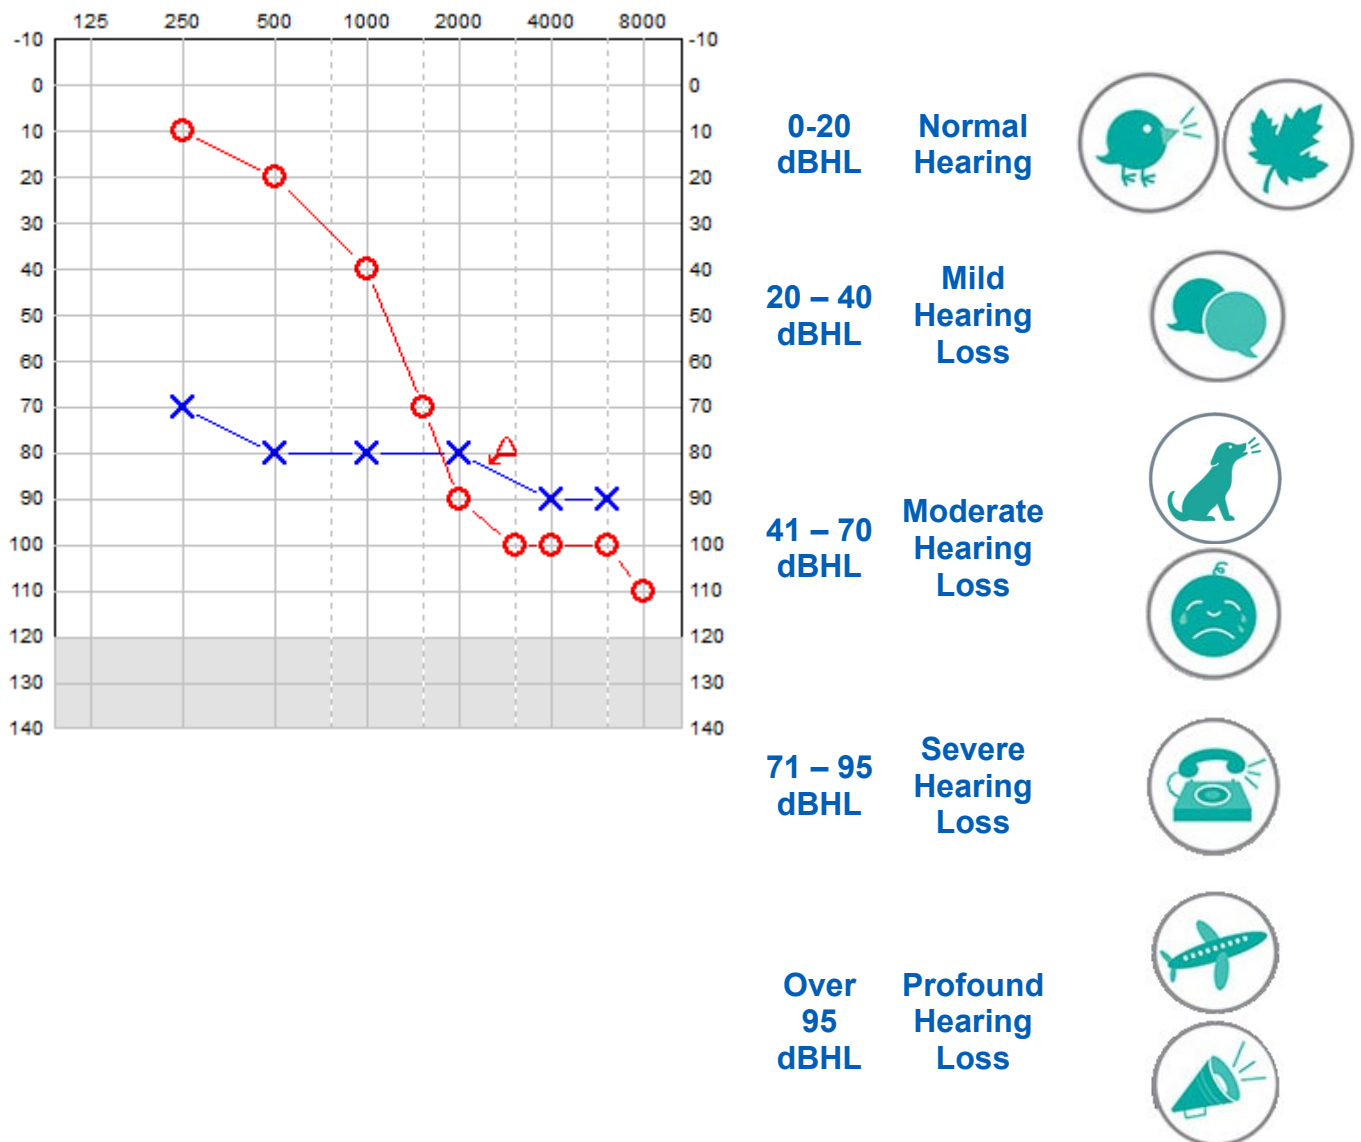 125 250 500 1000 2000 4000 8000
-10 -10
0 0
10 10
20 20
30 30
40 40
50 50
60 60
70 70
80 80
90 90
100 100
110 110
120 120
130 130
140 140
0-20 Normal
dBHL Hearing
20 – 40
dBHL
Mild
Hearing
Loss
41 – 70
dBHL
Moderate
Hearing
Loss
71 – 95
dBHL
Severe
Hearing
Loss
Over Profound
95 Hearing
dBHL Loss